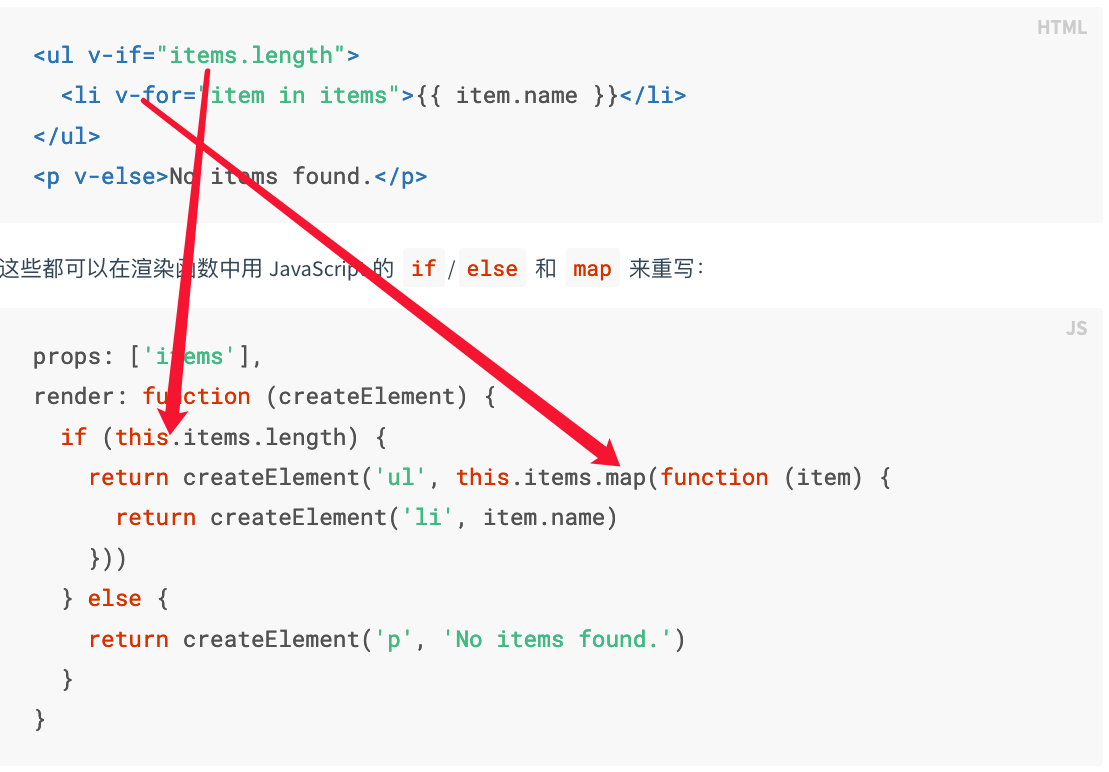 HTML
<ul v-if="items.length">
<li v-for="item in items">{{ item.name }}</li>
</ul>
<p v-else>No items found.</p>
这些都可以在渲染函数中用 JavaScript 的 if / else 和 map 来重写：
JS
props: ['items'],
render: function (createElement) {
if (this.items.length) {
return createElement('ul', this.items.map(function (item) {
return createElement('li', item.name)
}))
} else {
return createElement('p', 'No items found.')
}
}